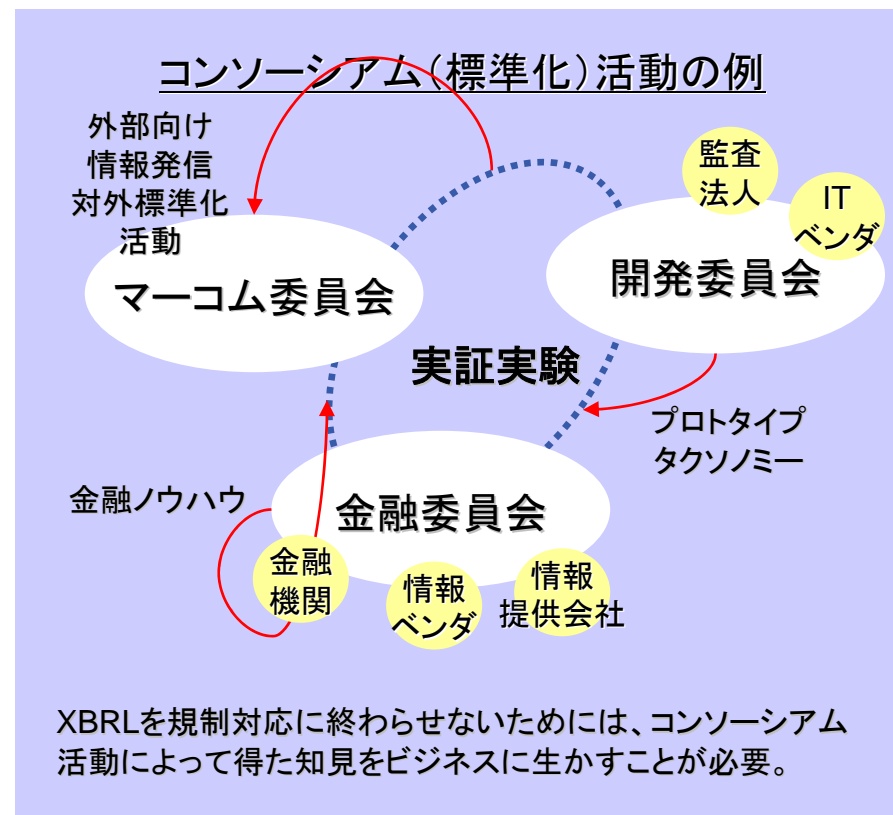 コンソーシアム（標準化）活動の例
外部向け
情報発信
対外標準化
活動
監査
法人
IT
ベンダ
マーコム委員会
開発委員会
実証実験
プロトタイプ
タクソノミー
金融ノウハウ
金融委員会
金融
機関
情報
ベンダ
情報
提供会社
XBRLを規制対応に終わらせないためには、コンソーシアム
活動によって得た知見をビジネスに生かすことが必要。